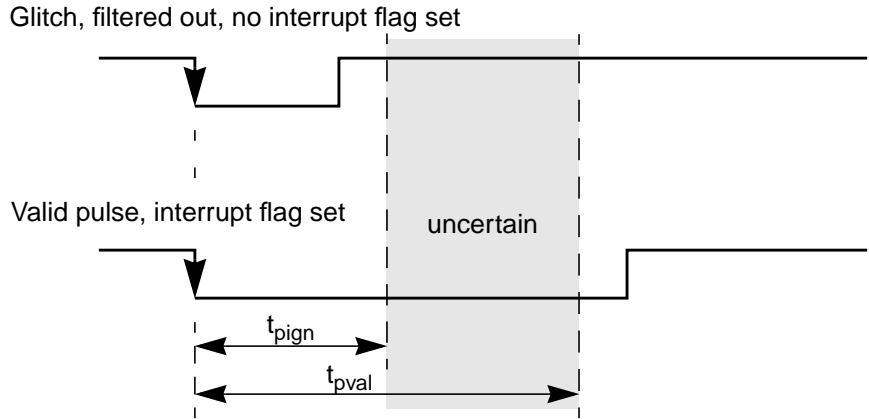 Glitch, filtered out, no interrupt flag set
Valid pulse, interrupt flag set
uncertain
tpign
tpval